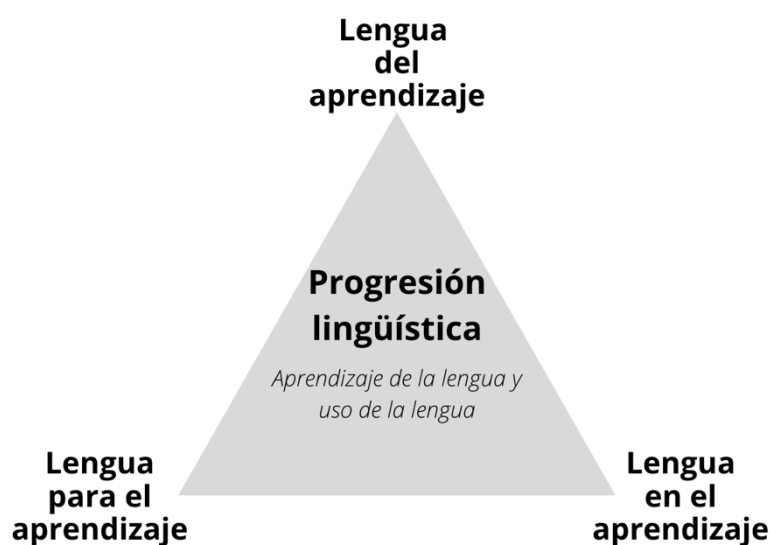 Lengua
del
aprendizaje
Progresión
lingüística
Aprendizaje de la lengua y
uso de la lengua
Lengua
para el
aprendizaje
Lengua
en el
aprendizaje